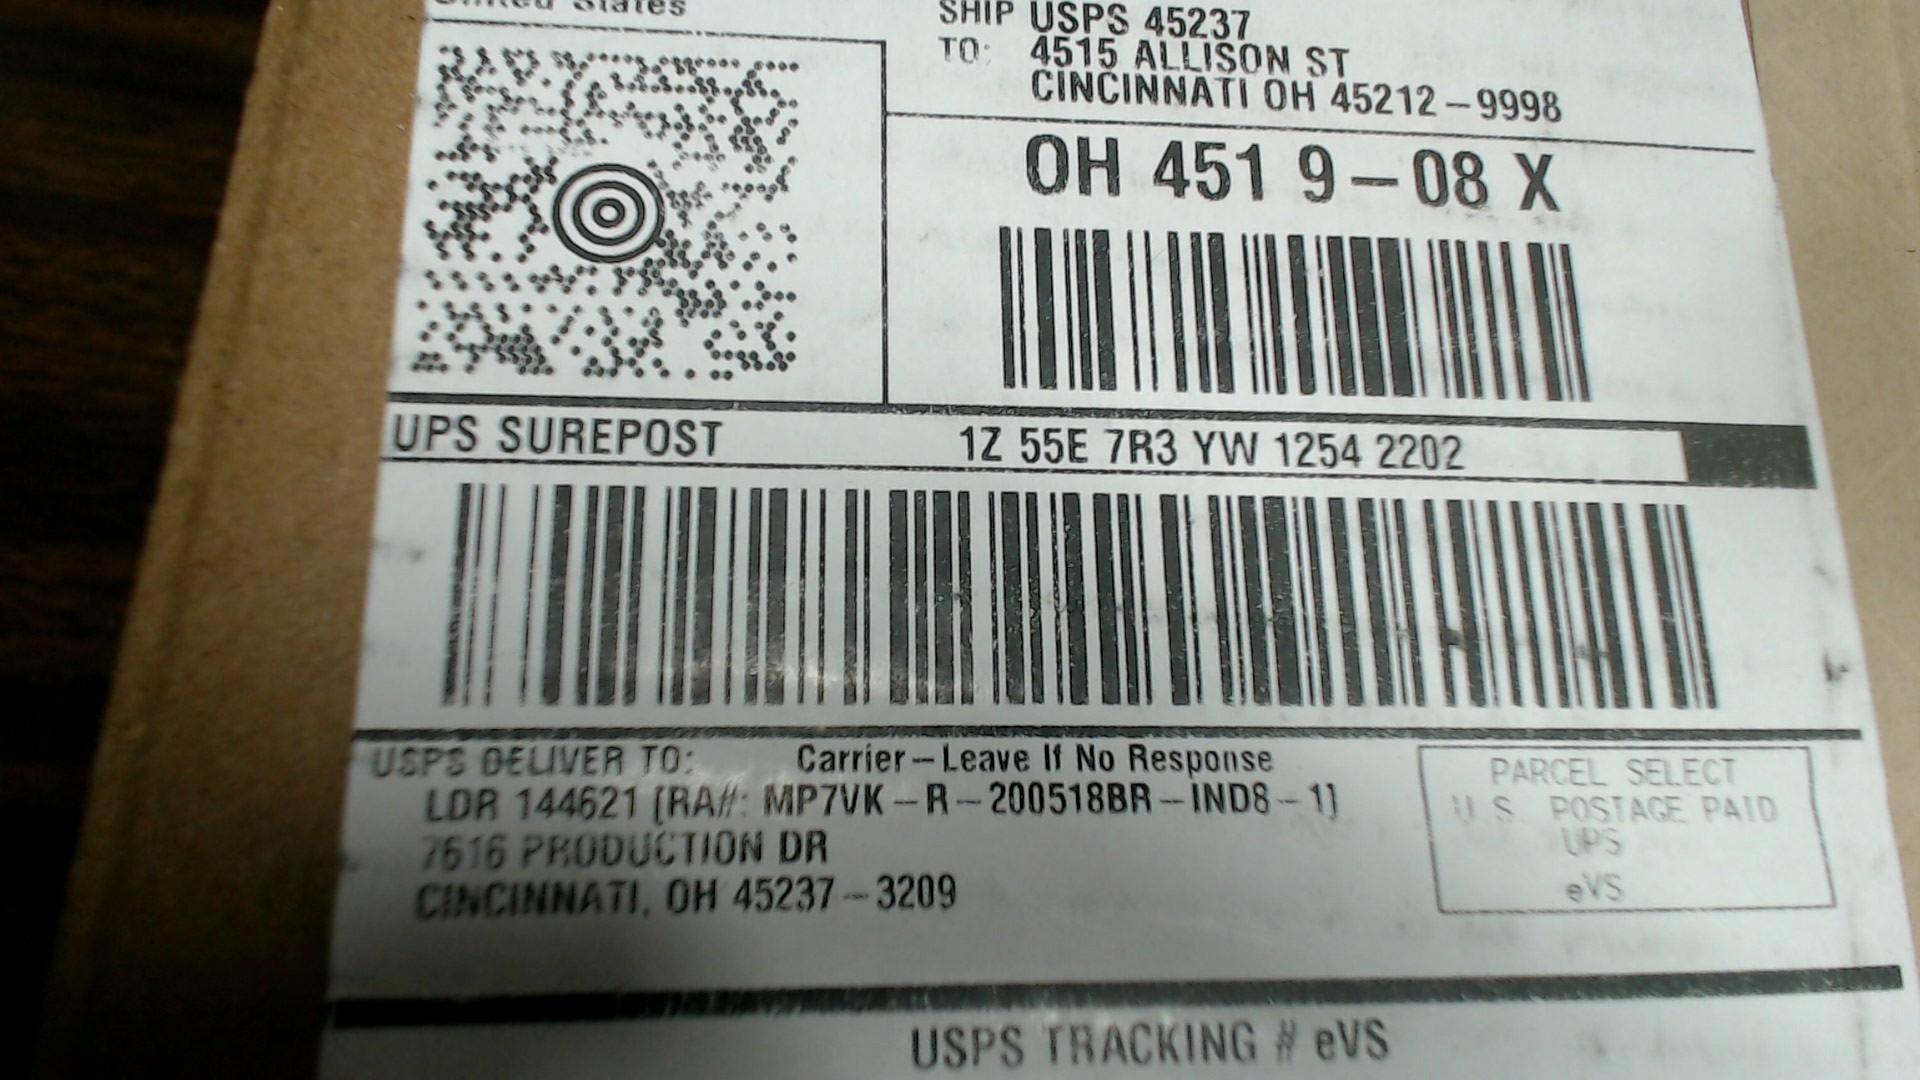 United States
SHIP TO: USPS 45237
4515 ALLISON ST
CINCINNATI OH 45212-9998
OH 451 9-08 X
UPS SUREPOST
1Z 55E 7R3 YW 1254 2202
USPS DELIVER TO:
Carrier-Leave If No Response
LDR 144621 [RA#: MP7VK-R-200518BR-IND8-1]
7616 PRODUCTION DR
CINCINNATI, OH 45237-3209
PARCEL SELECT
U.S. POSTAGE PAID
UPS
eVS
USPS TRACKING # eVS